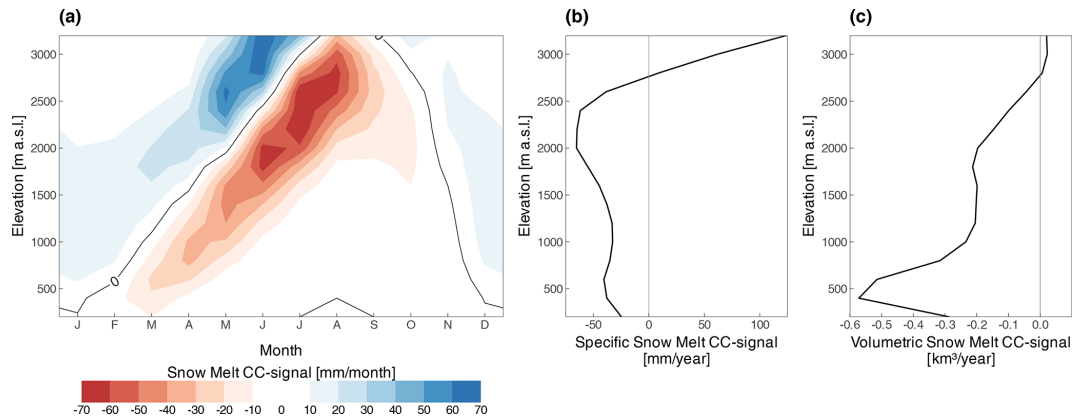 (a)
(b)
(c)
Elevation [m a.s.l.]
3000
2500
2000
1500
1000
500
0
0
J F M A M J J A S O N D
Month
Snow Melt CC-signal [mm/month]
-70 -60 -50 -40 -30 -20 -10 0 10 20 30 40 50 60 70
Elevation [m a.s.l.]
3000
2500
2000
1500
1000
500
-50 0 50 100
Specific Snow Melt CC-signal
[mm/year]
Elevation [m a.s.l.]
3000
2500
2000
1500
1000
500
-0.6 -0.5 -0.4 -0.3 -0.2 -0.1 0.0
Volumetric Snow Melt CC-signal
[km³/year]